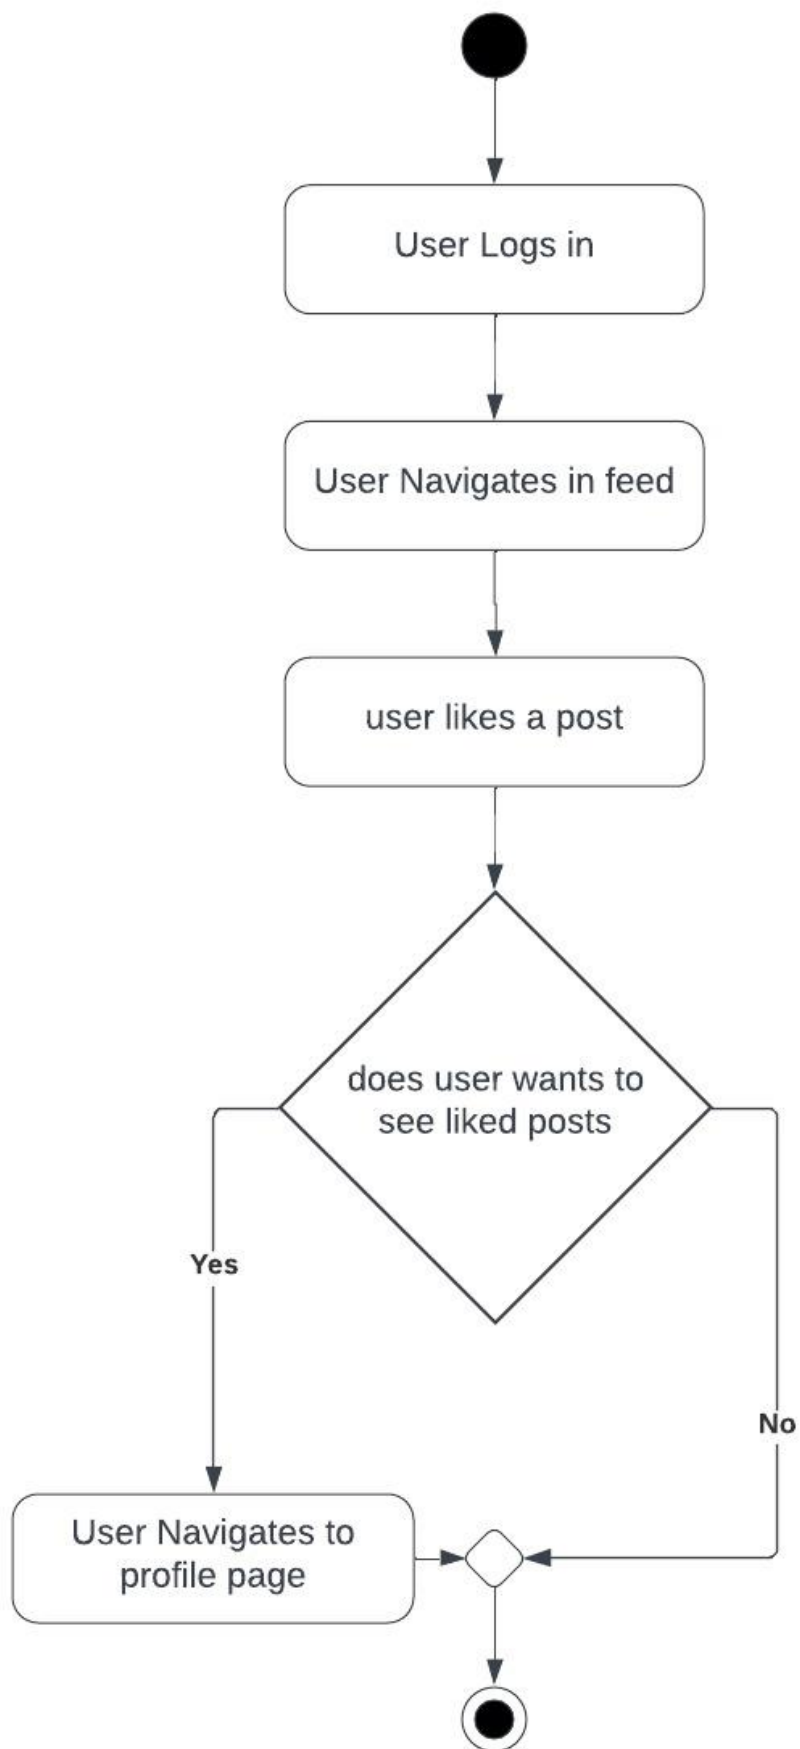 User Logs in
User Navigates in feed
user likes a post
does user wants to
see liked posts
Yes
No
User Navigates to
profile page